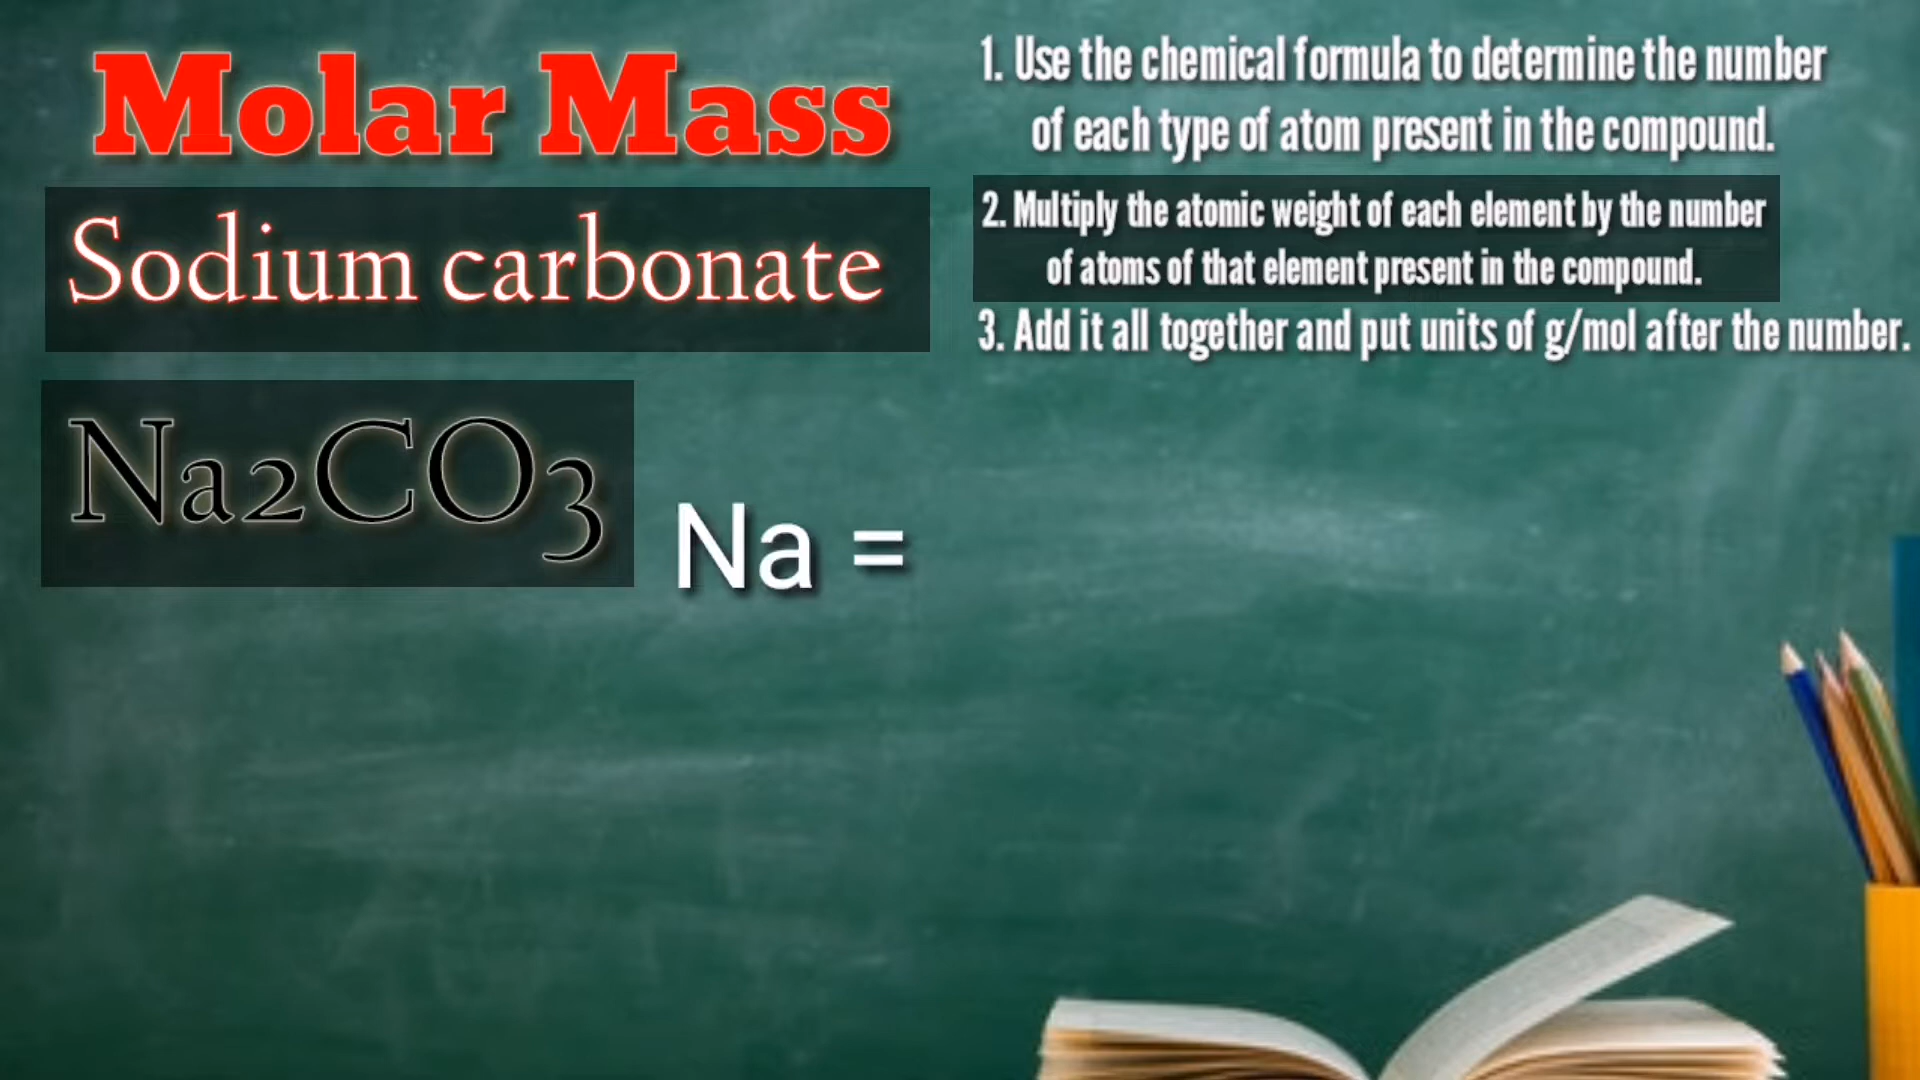 Molar Mass
Sodium carbonate
Na2CO3
Na =
1. Use the chemical formula to determine the number
of each type of atom present in the compound.
2. Multiply the atomic weight of each element by the number
of atoms of that element present in the compound.
3. Add it all together and put units of g/mol after the number.